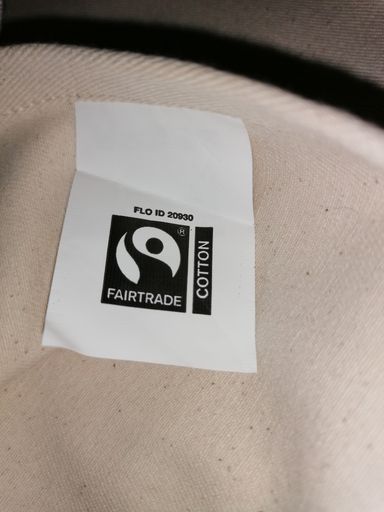 FLO ID 20930
®
FAIRTRADE
COTTON